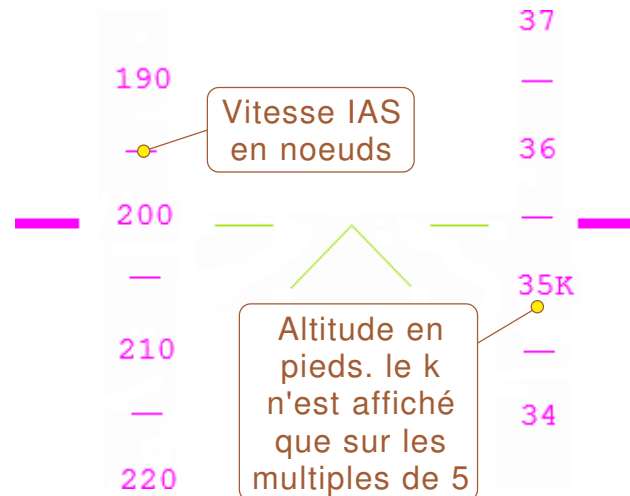 37
190
Vitesse IAS
en noeuds
36
200
35K
Altitude en
pieds. le k
n'est affiché
que sur les
multiples de 5
210
34
220